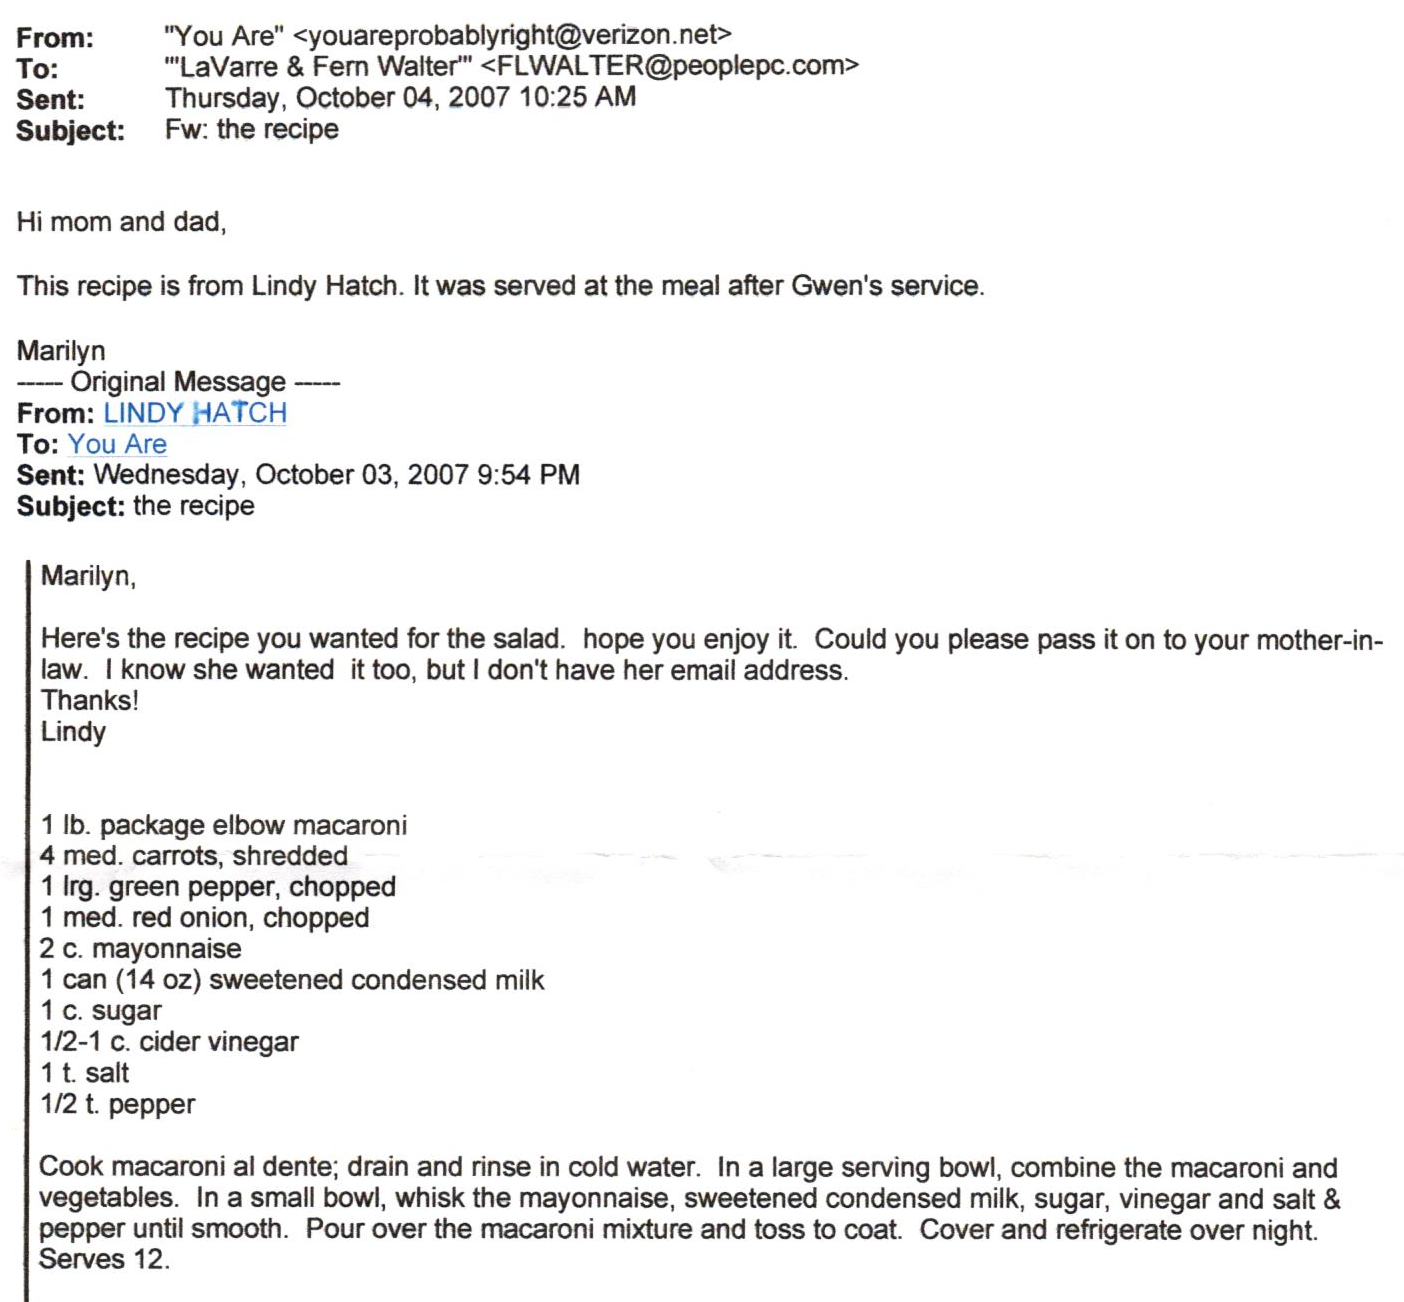 From: "You Are" <youareprobablyright@verizon.net>
To: "'LaVarre & Fern Walter'" <FLWALTER@peoplepc.com>
Sent: Thursday, October 04, 2007 10:25 AM
Subject: Fw: the recipe
Hi mom and dad,
This recipe is from Lindy Hatch. It was served at the meal after Gwen's service.
Marilyn
----- Original Message -----
From: LINDY HATCH
To: You Are
Sent: Wednesday, October 03, 2007 9:54 PM
Subject: the recipe
Marilyn,
Here's the recipe you wanted for the salad.  hope you enjoy it.  Could you please pass it on to your mother-in-
law.  I know she wanted  it too, but I don't have her email address.
Thanks!
Lindy
1 lb. package elbow macaroni
4 med. carrots, shredded
1 lrg. green pepper, chopped
1 med. red onion, chopped
2 c. mayonnaise
1 can (14 oz) sweetened condensed milk
1 c. sugar
1/2-1 c. cider vinegar
1 t. salt
1/2 t. pepper
Cook macaroni al dente; drain and rinse in cold water.  In a large serving bowl, combine the macaroni and
vegetables.  In a small bowl, whisk the mayonnaise, sweetened condensed milk, sugar, vinegar and salt &
pepper until smooth.  Pour over the macaroni mixture and toss to coat.  Cover and refrigerate over night.
Serves 12.